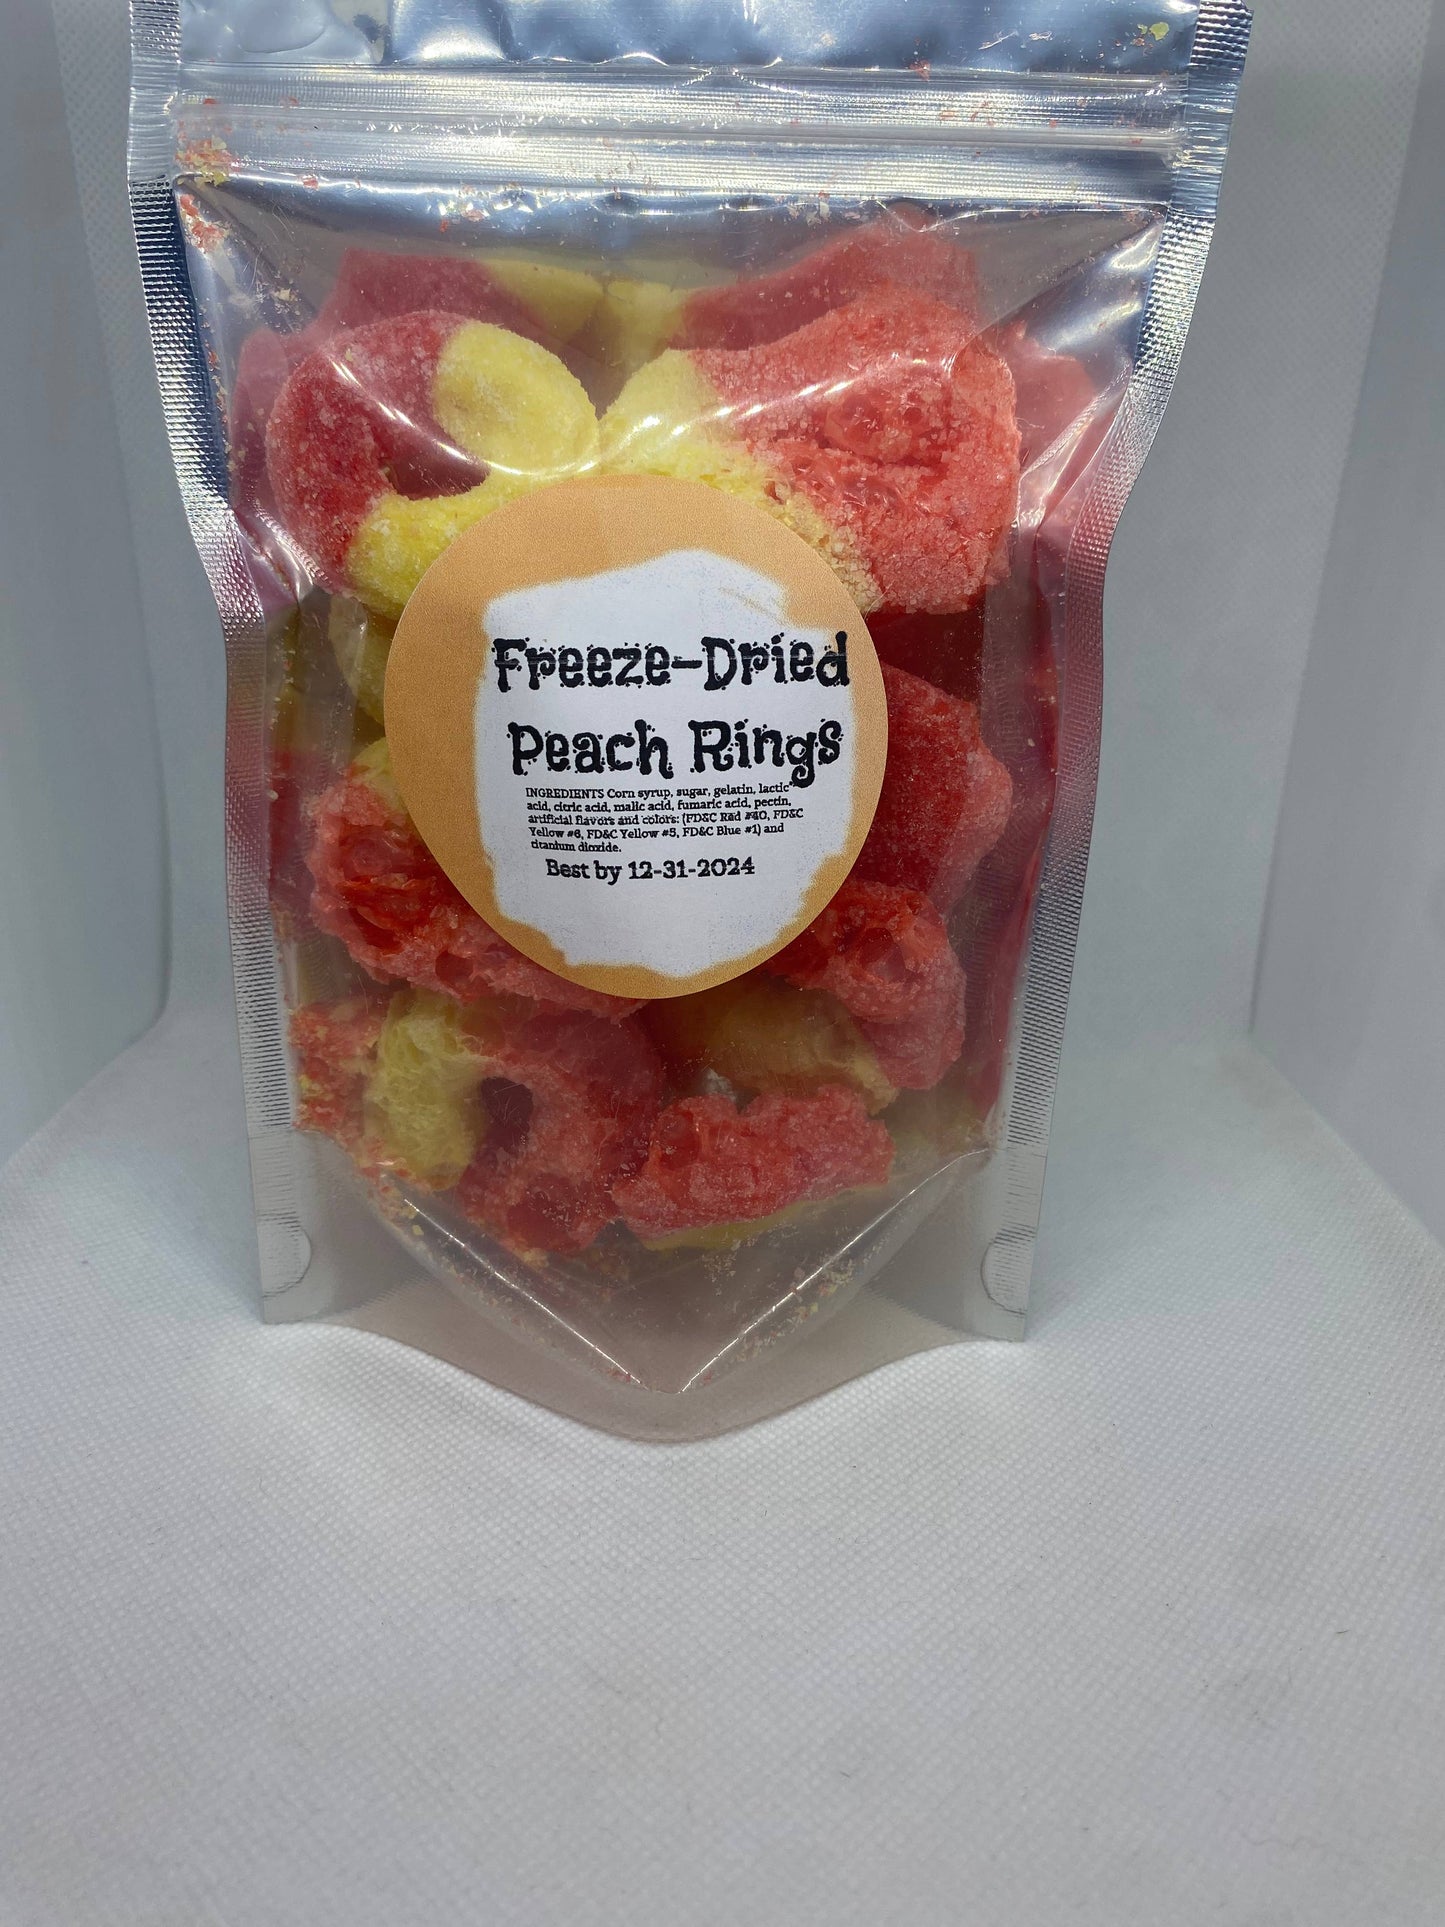 Freeze-Dried
Peach Rings
INGREDIENTS Corn syrup, sugar, gelatin, lactic
acid, citric acid, malic acid, fumaric acid, pectin,
artificial flavors and colors: (FD&C Red #40, FD&C
Yellow #6, FD&C Yellow #5, FD&C Blue #1) and
titanium dioxide.
Best by 12-31-2024